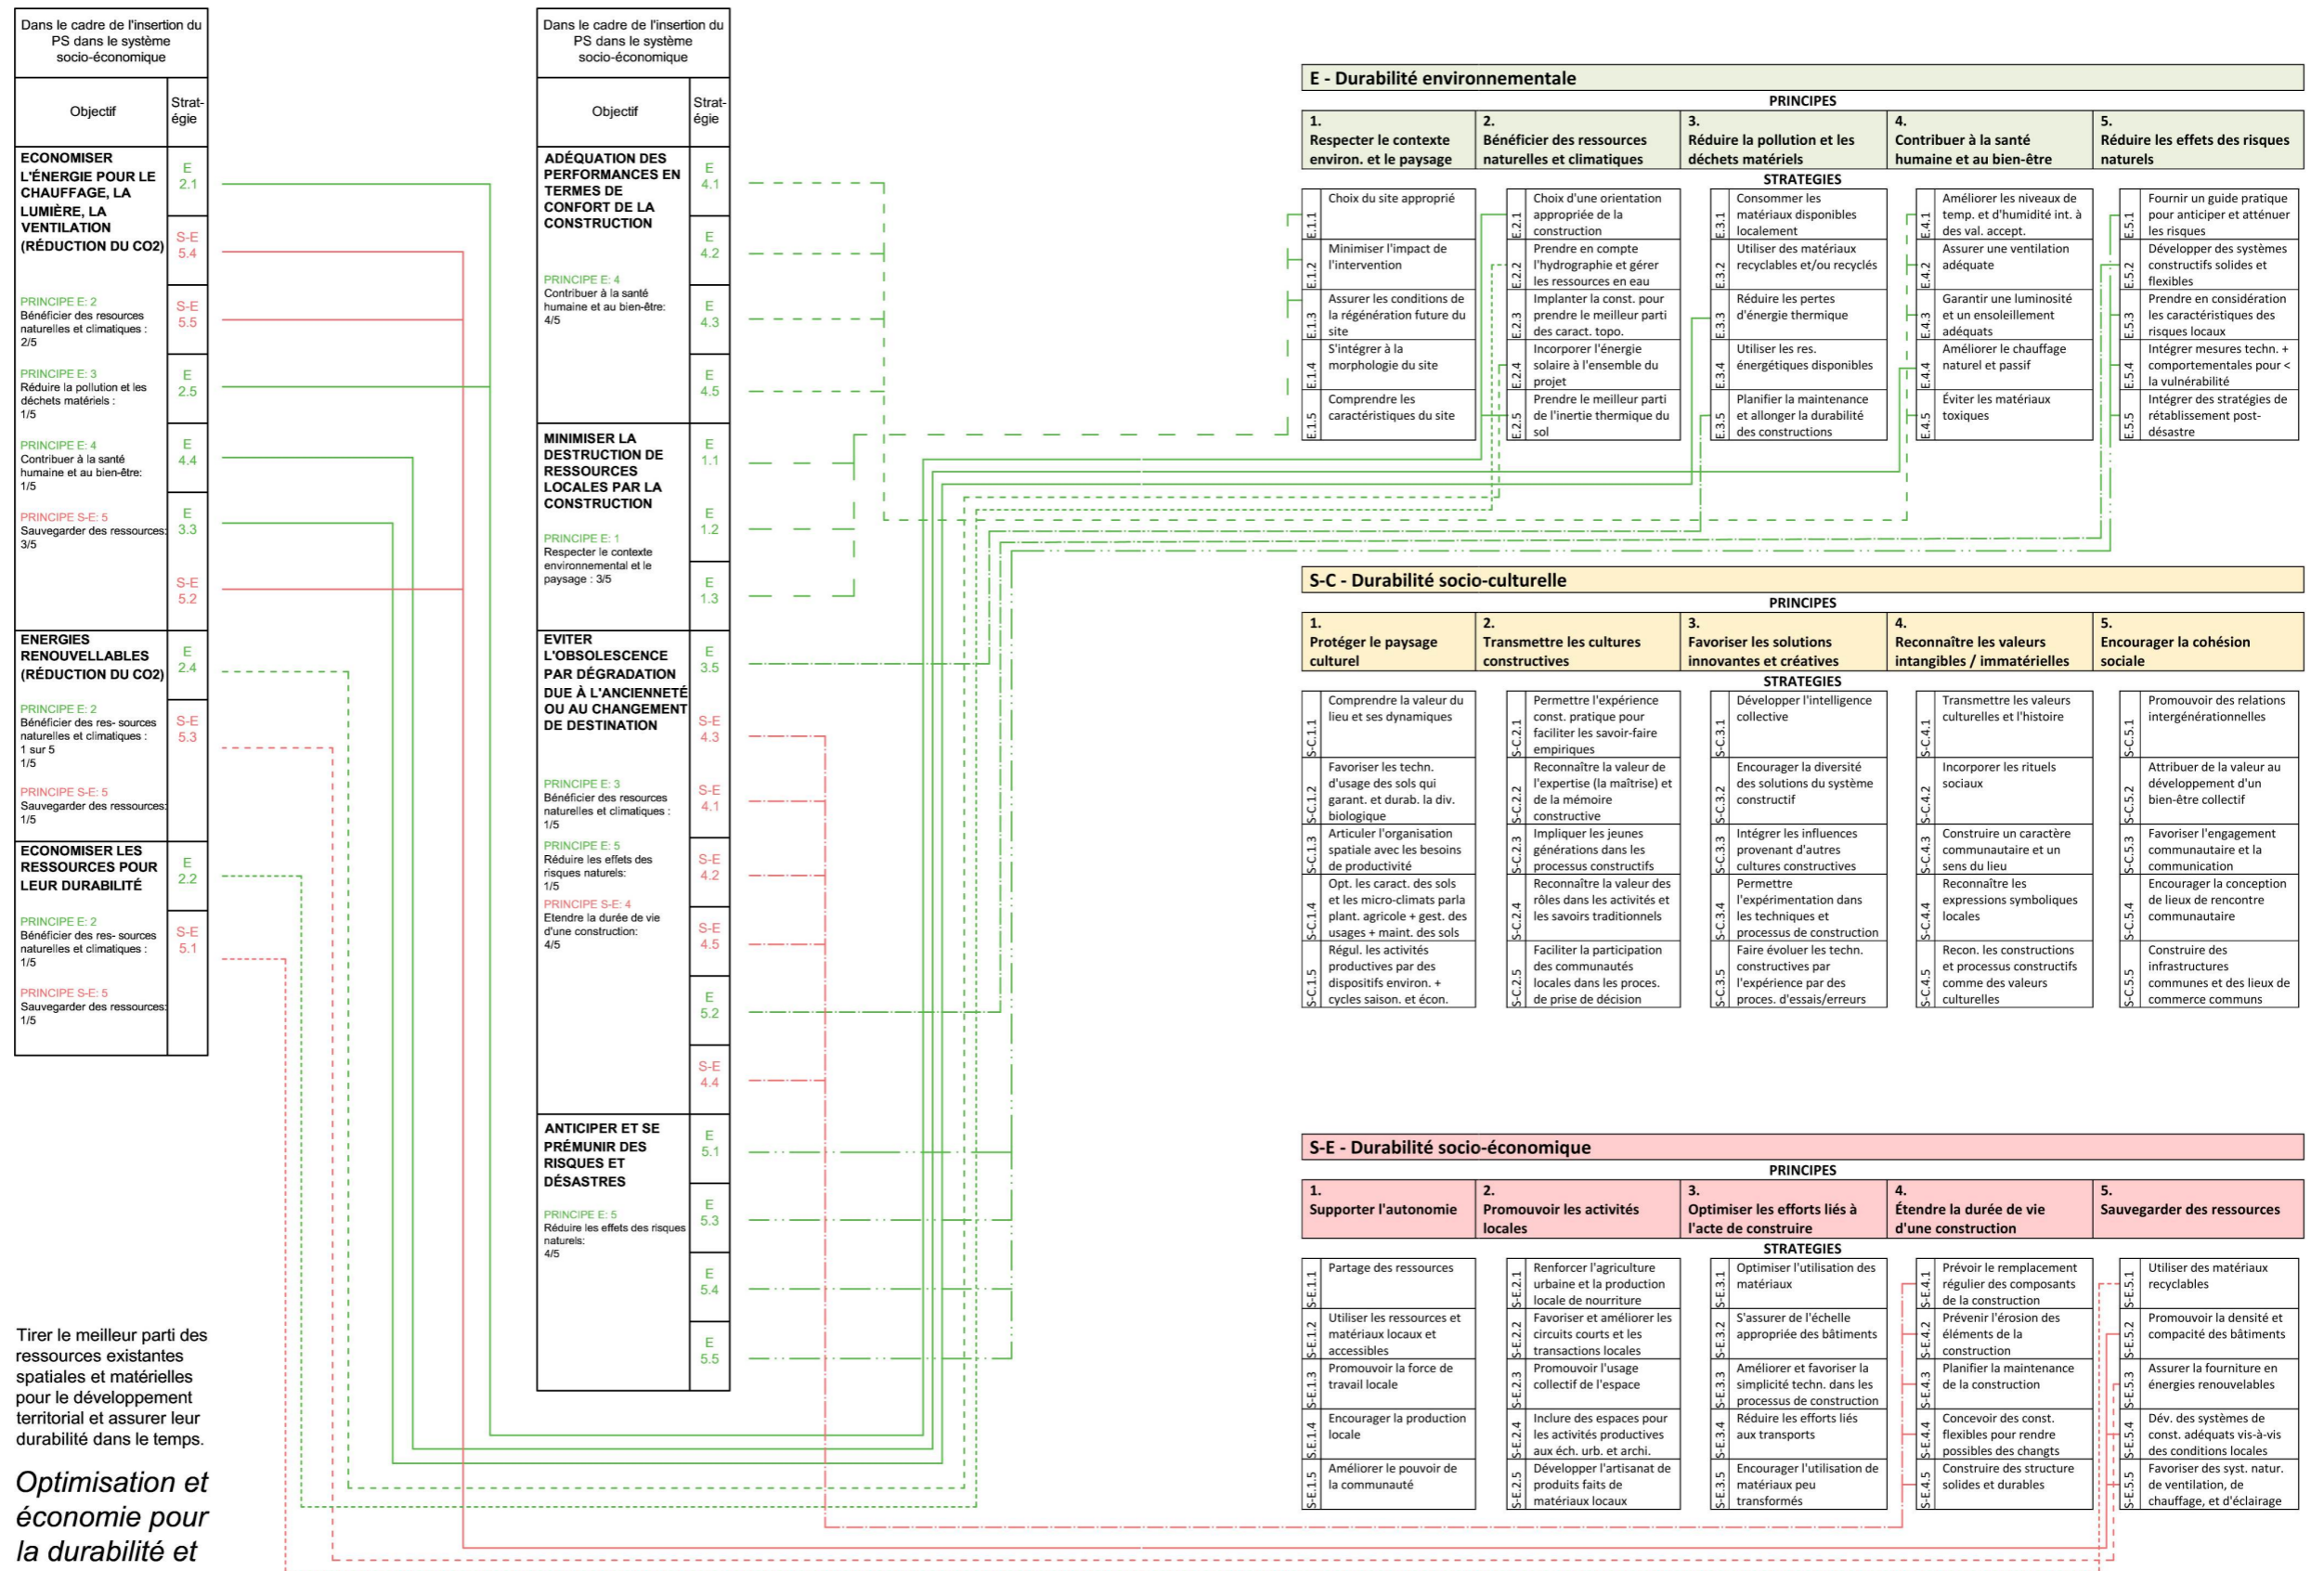 Dans le cadre de l'insertion du
PS dans le système
socio-économique
Objectif
Strat-
égie
ECONOMISER
L'ÉNERGIE POUR LE
CHAUFFAGE, LA
LUMIÈRE, LA
VENTILATION
(RÉDUCTION DU CO2)
PRINCIPE E: 2
Bénéficier des resources
naturelles et climatiques :
2/5
PRINCIPE E: 3
Réduire la pollution et les
déchets matériels :
1/5
PRINCIPE E: 4
Contribuer à la santé
humaine et au bien-être:
1/5
PRINCIPE S-E: 5
Sauvegarder des ressources:
3/5
E
2.1
S-E
5.4
S-E
5.5
E
2.5
E
4.4
E
3.3
S-E
5.2
ENERGIES
RENOUVELLABLES
(RÉDUCTION DU CO2)
PRINCIPE E: 2
Bénéficier des res- sources
naturelles et climatiques :
1 sur 5
1/5
PRINCIPE S-E: 5
Sauvegarder des ressources:
1/5
E
2.4
S-E
5.3
ECONOMISER LES
RESSOURCES POUR
LEUR DURABILITÉ
PRINCIPE E: 2
Bénéficier des res- sources
naturelles et climatiques :
1/5
PRINCIPE S-E: 5
Sauvegarder des ressources:
1/5
E
2.2
S-E
5.1
Tirer le meilleur parti des
ressources existantes
spatiales et matérielles
pour le développement
territorial et assurer leur
durabilité dans le temps.
Optimisation et
économie pour
la durabilité et
Dans le cadre de l'insertion du
PS dans le système
socio-économique
Objectif
Strat-
égie
ADÉQUATION DES
PERFORMANCES EN
TERMES DE
CONFORT DE LA
CONSTRUCTION
PRINCIPE E: 4
Contribuer à la santé
humaine et au bien-être:
4/5
E
4.1
E
4.2
E
4.3
E
4.5
MINIMISER LA
DESTRUCTION DE
RESSOURCES
LOCALES PAR LA
CONSTRUCTION
PRINCIPE E: 1
Respecter le contexte
environnemental et le
paysage : 3/5
E
1.1
E
1.2
E
1.3
EVITER
L'OBSOLESCENCE
PAR DÉGRADATION
DUE À L'ANCIENNETÉ
OU AU CHANGEMENT
DE DESTINATION
PRINCIPE E: 3
Bénéficier des resources
naturelles et climatiques :
1/5
PRINCIPE E: 5
Réduire les effets des
risques naturels:
1/5
PRINCIPE S-E: 4
Etendre la durée de vie
d'une construction:
4/5
E
3.5
S-E
4.3
S-E
4.1
S-E
4.2
S-E
4.5
E
5.2
S-E
4.4
ANTICIPER ET SE
PRÉMUNIR DES
RISQUES ET
DÉSASTRES
PRINCIPE E: 5
Réduire les effets des risques
naturels:
4/5
E
5.1
E
5.3
E
5.4
E
5.5
E - Durabilité environnementale
PRINCIPES
1.
Respecter le contexte
environ. et le paysage
2.
Bénéficier des ressources
naturelles et climatiques
3.
Réduire la pollution et les
déchets matériels
4.
Contribuer à la santé
humaine et au bien-être
5.
Réduire les effets des risques
naturels
STRATEGIES
E.1.1
Choix du site approprié
E.1.2
Minimiser l'impact de
l'intervention
E.1.3
Assurer les conditions de
la régénération future du
site
E.1.4
S'intégrer à la
morphologie du site
E.1.5
Comprendre les
caractéristiques du site
E.2.1
Choix d'une orientation
appropriée de la
construction
E.2.2
Prendre en compte
l'hydrographie et gérer
les ressources en eau
E.2.3
Implanter la const. pour
prendre le meilleur parti
des caract. topo.
E.2.4
Incorporer l'énergie
solaire à l'ensemble du
projet
E.2.5
Prendre le meilleur parti
de l'inertie thermique du
sol
E.3.1
Consommer les
matériaux disponibles
localement
E.3.2
Utiliser des matériaux
recyclables et/ou recyclés
E.3.3
Réduire les pertes
d'énergie thermique
E.3.4
Utiliser les res.
énergétiques disponibles
E.3.5
Planifier la maintenance
et allonger la durabilité
des constructions
E.4.1
Améliorer les niveaux de
temp. et d'humidité int. à
des val. accept.
E.4.2
Assurer une ventilation
adéquate
E.4.3
Garantir une luminosité
et un ensoleillement
adéquats
E.4.4
Améliorer le chauffage
naturel et passif
E.4.5
Éviter les matériaux
toxiques
E.5.1
Fournir un guide pratique
pour anticiper et atténuer
les risques
E.5.2
Développer des systèmes
constructifs solides et
flexibles
E.5.3
Prendre en considération
les caractéristiques des
risques locaux
E.5.4
Intégrer mesures techn. +
comportementales pour <
la vulnérabilité
E.5.5
Intégrer des stratégies de
rétablissement post-
désastre
S-C - Durabilité socio-culturelle
PRINCIPES
1.
Protéger le paysage
culturel
2.
Transmettre les cultures
constructives
3.
Favoriser les solutions
innovantes et créatives
4.
Reconnaître les valeurs
intangibles / immatérielles
5.
Encourager la cohésion
sociale
STRATEGIES
S-C.1.1
Comprendre la valeur du
lieu et ses dynamiques
S-C.1.2
Favoriser les techn.
d'usage des sols qui
garant. et durab. la div.
biologique
S-C.1.3
Articuler l'organisation
spatiale avec les besoins
de productivité
S-C.1.4
Opt. les caract. des sols
et les micro-climats parla
plant. agricole + gest. des
usages + maint. des sols
S-C.1.5
Régul. les activités
productives par des
dispositifs environ. +
cycles saison. et écon.
S-C.2.1
Permettre l'expérience
const. pratique pour
faciliter les savoir-faire
empiriques
S-C.2.2
Reconnaître la valeur de
l'expertise (la maîtrise) et
de la mémoire
constructive
S-C.2.3
Impliquer les jeunes
générations dans les
processus constructifs
S-C.2.4
Reconnaître la valeur des
rôles dans les activités et
les savoirs traditionnels
S-C.2.5
Faciliter la participation
des communautés
locales dans les proces.
de prise de décision
S-C.3.1
Développer l'intelligence
collective
S-C.3.2
Encourager la diversité
des solutions du système
constructif
S-C.3.3
Intégrer les influences
provenant d'autres
cultures constructives
S-C.3.4
Permettre
l'expérimentation dans
les techniques et
processus de construction
S-C.3.5
Faire évoluer les techn.
constructives par
l'expérience par des
proces. d'essais/erreurs
S-C.4.1
Transmettre les valeurs
culturelles et l'histoire
S-C.4.2
Incorporer les rituels
sociaux
S-C.4.3
Construire un caractère
communautaire et un
sens du lieu
S-C.4.4
Reconnaître les
expressions symboliques
locales
S-C.4.5
Recon. les constructions
et processus constructifs
comme des valeurs
culturelles
S-C.5.1
Promouvoir des relations
intergénérationnelles
S-C.5.2
Attribuer de la valeur au
développement d'un
bien-être collectif
S-C.5.3
Favoriser l'engagement
communautaire et la
communication
S-C.5.4
Encourager la conception
de lieux de rencontre
communautaire
S-C.5.5
Construire des
infrastructures
communes et des lieux de
commerce communs
S-E - Durabilité socio-économique
PRINCIPES
1.
Supporter l'autonomie
2.
Promouvoir les activités
locales
3.
Optimiser les efforts liés à
l'acte de construire
4.
Étendre la durée de vie
d'une construction
5.
Sauvegarder des ressources
STRATEGIES
S-E.1.1
Partage des ressources
S-E.1.2
Utiliser les ressources et
matériaux locaux et
accessibles
S-E.1.3
Promouvoir la force de
travail locale
S.E.1.4
Encourager la production
locale
S-E.1.5
Améliorer le pouvoir de
la communauté
S-E.2.1
Renforcer l'agriculture
urbaine et la production
locale de nourriture
S-E.2.2
Favoriser et améliorer les
circuits courts et les
transactions locales
S-E.2.3
Promouvoir l'usage
collectif de l'espace
S-E.2.4
Inclure des espaces pour
les activités productives
aux éch. urb. et archi.
S-E.2.5
Développer l'artisanat de
produits faits de
matériaux locaux
S-E.3.1
Optimiser l'utilisation des
matériaux
S-E.3.2
S'assurer de l'échelle
appropriée des bâtiments
S-E.3.3
Améliorer et favoriser la
simplicité techn. dans les
processus de construction
S-E.3.4
Réduire les efforts liés
aux transports
S-E.3.5
Encourager l'utilisation de
matériaux peu
transformés
S-E.4.1
Prévoir le remplacement
régulier des composants
de la construction
S-E.4.2
Prévenir l'érosion des
éléments de la
construction
S-E.4.3
Planifier la maintenance
de la construction
S-E.4.4
Concevoir des const.
flexibles pour rendre
possibles des changts
S-E.4.5
Construire des structure
solides et durables
S-E.5.1
Utiliser des matériaux
recyclables
S-E.5.2
Promouvoir la densité et
compacité des bâtiments
S-E.5.3
Assurer la fourniture en
énergies renouvelables
S-E.5.4
Dév. des systèmes de
const. adéquats vis-à-vis
des conditions locales
S-E.5.5
Favoriser des syst. natur.
de ventilation, de
chauffage, et d'éclairage